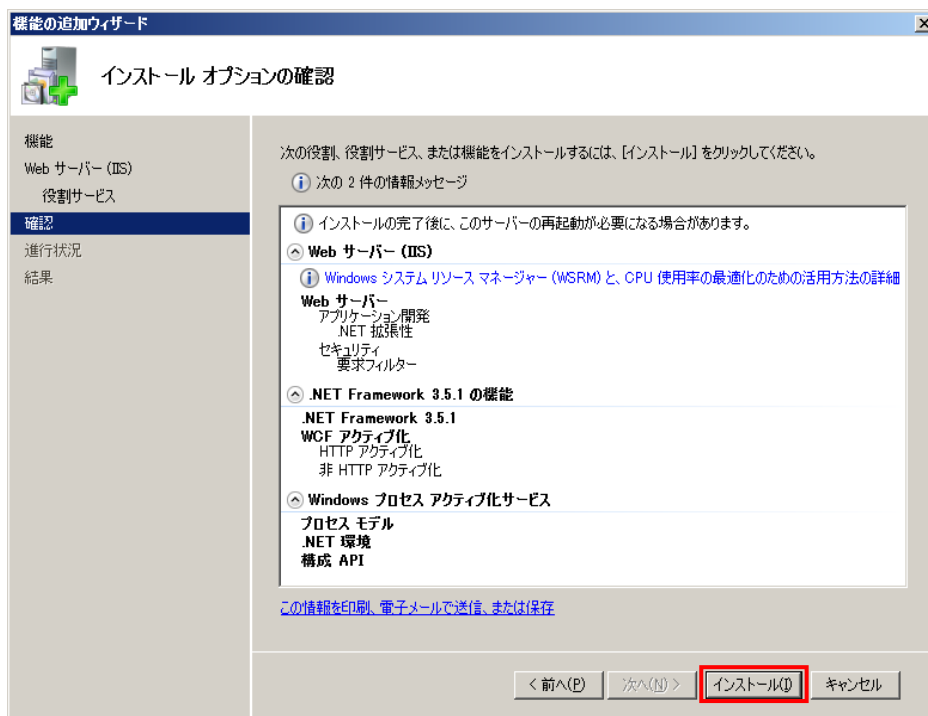 機能の追加ウィザード
インストール オプションの確認
機能
Web サーバー (IIS)
役割サービス
確認
進行状況
結果
次の役割、役割サービス、または機能をインストールするには、[インストール] をクリックしてください。
次の 2 件の情報メッセージ
インストールの完了後に、このサーバーの再起動が必要になる場合があります。
Web サーバー (IIS)
Windows システム リソース マネージャー (WSRM) と、CPU 使用率の最適化のための活用方法の詳細
Web サーバー
アプリケーション開発
.NET 拡張性
セキュリティ
要求フィルター
.NET Framework 3.5.1 の機能
.NET Framework 3.5.1
WCF アクティブ化
HTTP アクティブ化
非 HTTP アクティブ化
Windows プロセス アクティブ化サービス
プロセス モデル
.NET 環境
構成 API
この情報を印刷、電子メールで送信、または保存
< 前へ(P)
次へ(N) >
インストール(I)
キャンセル